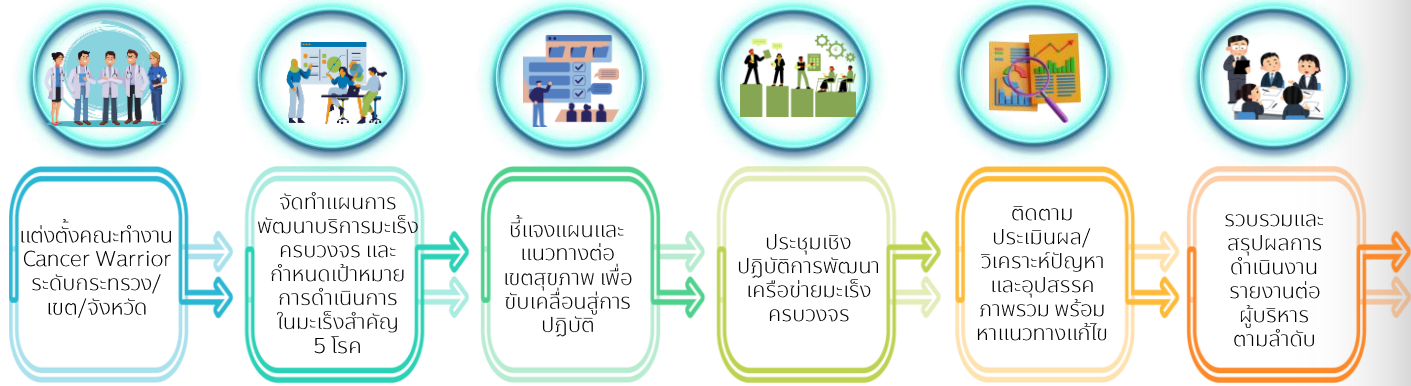 แต่งตั้งคณะทำงาน
Cancer Warrior
ระดับกระทรวง/
เขต/จังหวัด
จัดทำแผนการ
พัฒนาบริการมะเร็ง
ครบวงจร และ
กำหนดเป้าหมาย
การดำเนินการ
ในมะเร็งสำคัญ
5 โรค
ชี้แจงแผนและ
แนวทางต่อ
เขตสุขภาพ เพื่อ
ขับเคลื่อนสู่การ
ปฏิบัติ
ประชุมเชิง
ปฏิบัติการพัฒนา
เครือข่ายมะเร็ง
ครบวงจร
ติดตาม
ประเมินผล/
วิเคราะห์ปัญหา
และอุปสรรค
ภาพรวม พร้อม
หาแนวทางแก้ไข
รวบรวมและ
สรุปผลการ
ดำเนินงาน
รายงานต่อ
ผู้บริหาร
ตามลำดับ